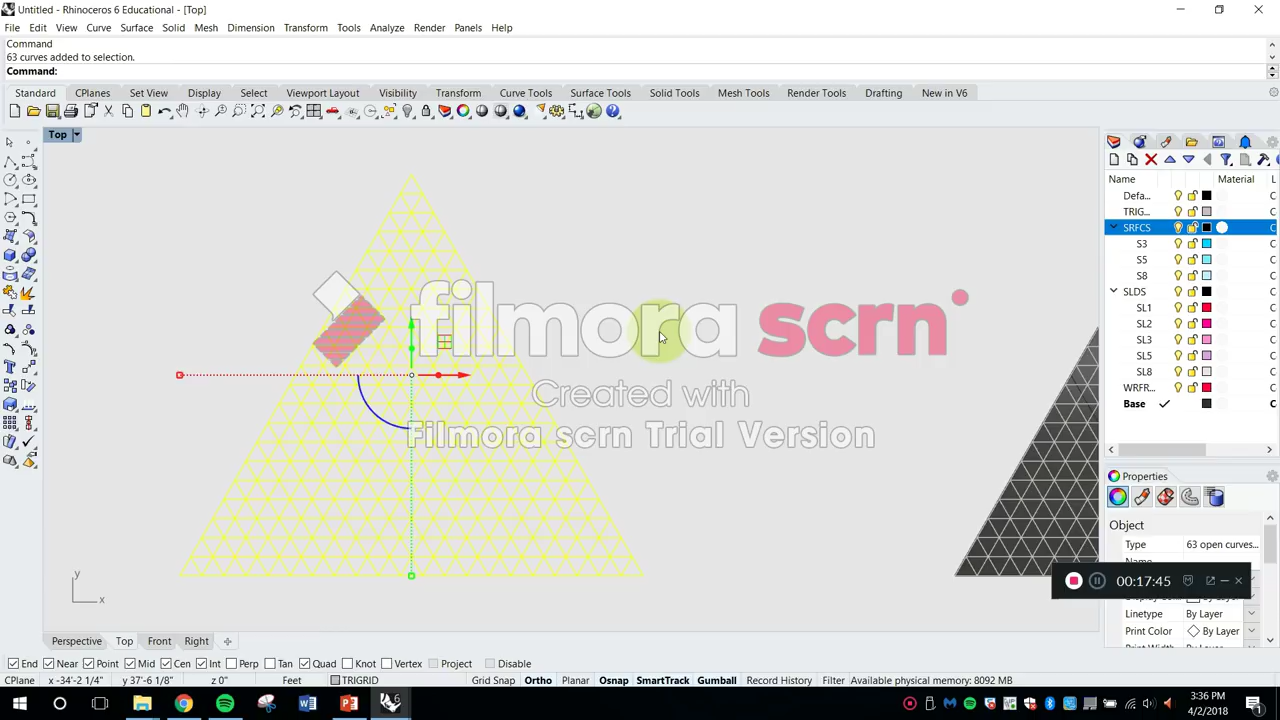 Untitled - Rhinoceros 6 Educational - [Top]
File Edit View Curve Surface Solid Mesh Dimension Transform Tools Analyze Render Panels Help
Command
63 curves added to selection.
Command:
Standard CPlanes Set View Display Select Viewport Layout Visibility Transform Curve Tools Surface Tools Solid Tools Mesh Tools Render Tools Drafting New in V6
Top
Name Material L
Defa... C
TRIG... C
SRFCS C
S3 C
S5 C
S8 C
SLDS C
SL1 C
SL2 C
SL3 C
SL5 C
SL8 C
WRFR... C
Base C
filmora scrn
Created with
Filmora scrn Trial Version
Properties
Object
Type 63 open curves...
00:17:45
Linetype By Layer
Print Color By Layer
y
x
Perspective Top Front Right
End Near Point Mid Cen Int Perp Tan Quad Knot Vertex Project Disable
CPlane x -34'-2 1/4" y 37'-6 1/8" z 0" Feet TRIGRID Grid Snap Ortho Planar Osnap SmartTrack Gumball Record History Filter Available physical memory: 8092 MB
3:36 PM
4/2/2018